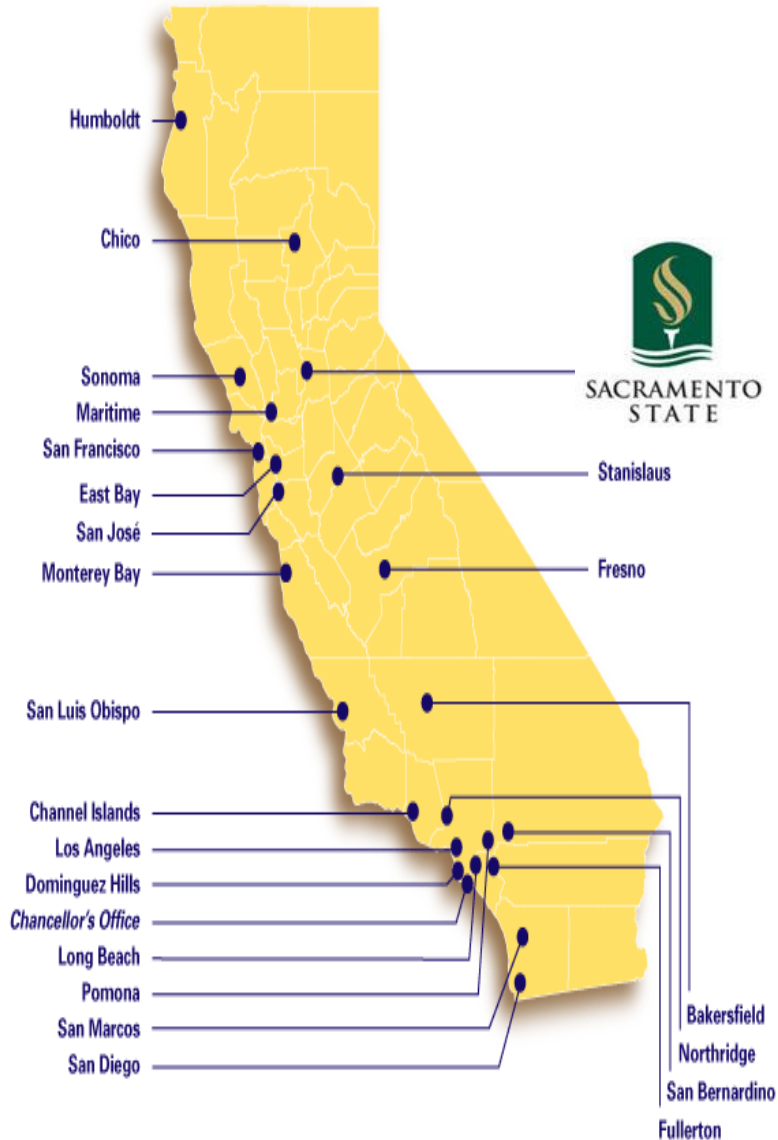 Humboldt
Chico
SACRAMENTO
STATE
Sonoma
Maritime
San Francisco
Stanislaus
East Bay
San José
Monterey Bay
Fresno
San Luis Obispo
Channel Islands
Los Angeles
Dominguez Hills
Chancellor's Office
Long Beach
Pomona
San Marcos
San Diego
Bakersfield
Northridge
San Bernardino
Fullerton